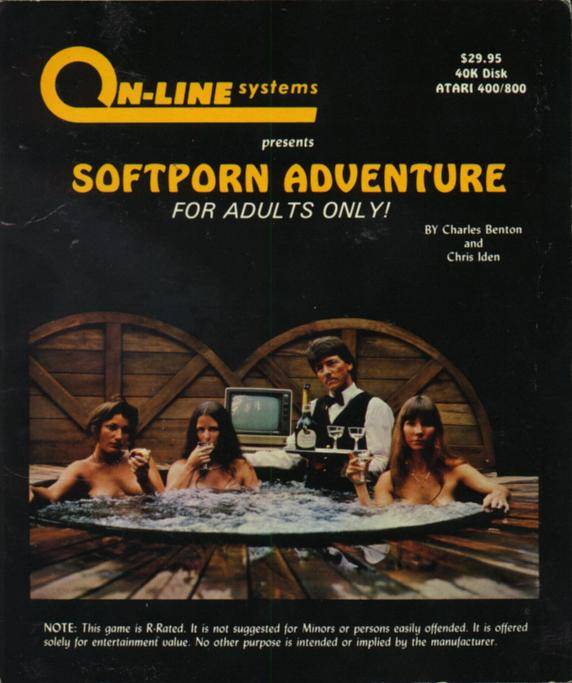 ON-LINE systems
$29.95
40K Disk
ATARI 400/800
presents
SOFTPORN ADVENTURE
FOR ADULTS ONLY!
BY Charles Benton
and
Chris Iden
NOTE: This game is R-Rated. It is not suggested for Minors or persons easily offended. It is offered
solely for entertainment value. No other purpose is intended or implied by the manufacturer.